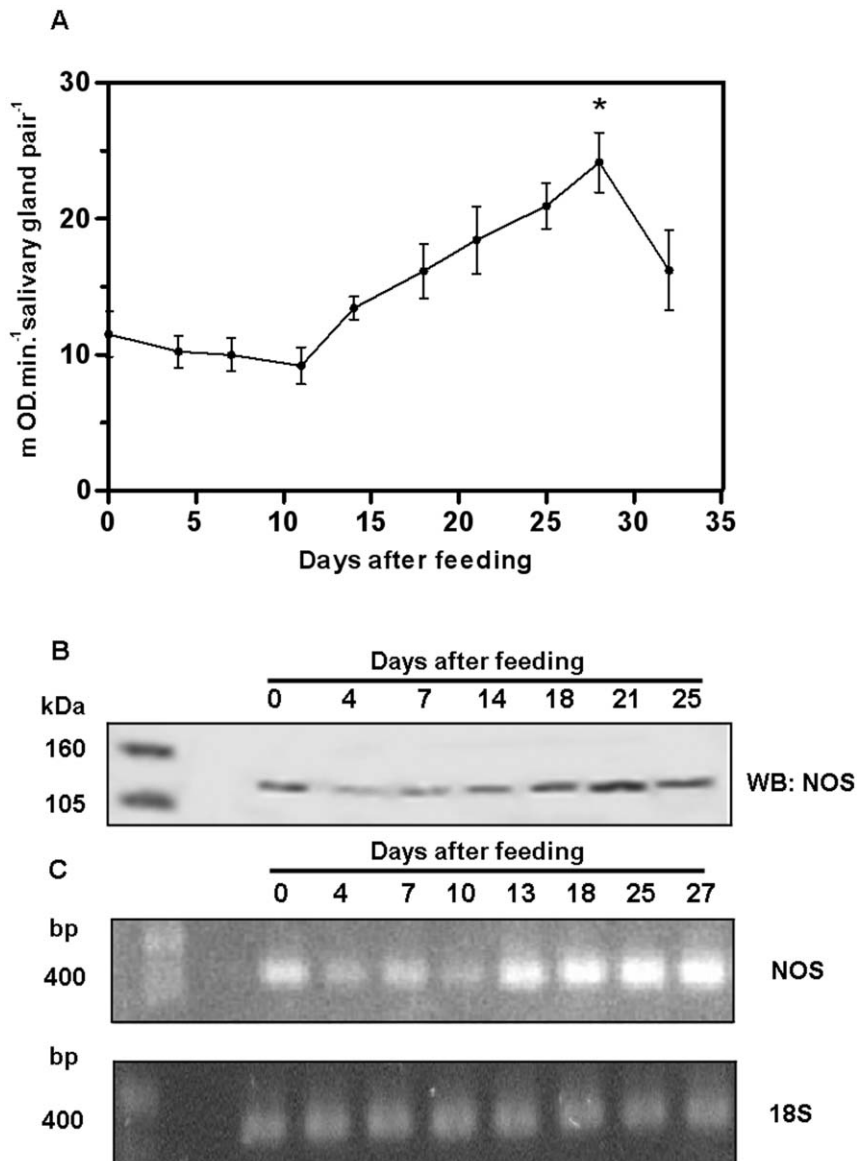 A
30
20
10
0
m OD.min.⁻¹ salivary gland pair⁻¹
*
0 5 10 15 20 25 30 35
Days after feeding
B
Days after feeding
kDa 0 4 7 14 18 21 25
160
105
WB: NOS
Days after feeding
C
0 4 7 10 13 18 25 27
bp
400
NOS
bp
400
18S